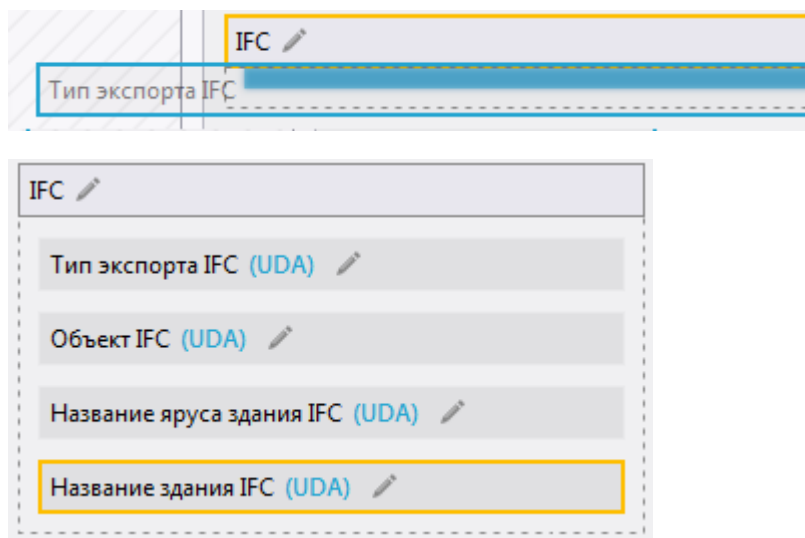 IFC
Тип экспорта IFC
IFC
Тип экспорта IFC (UDA)
Объект IFC (UDA)
Название яруса здания IFC (UDA)
Название здания IFC (UDA)